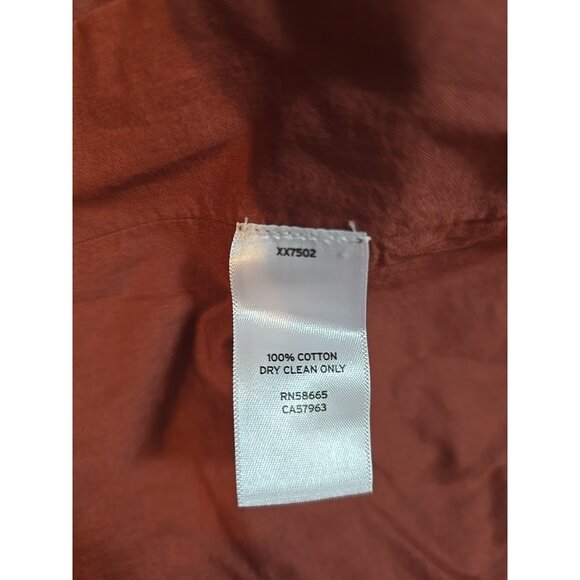 XX7502
100% COTTON
DRY CLEAN ONLY
RN58665
CA57963